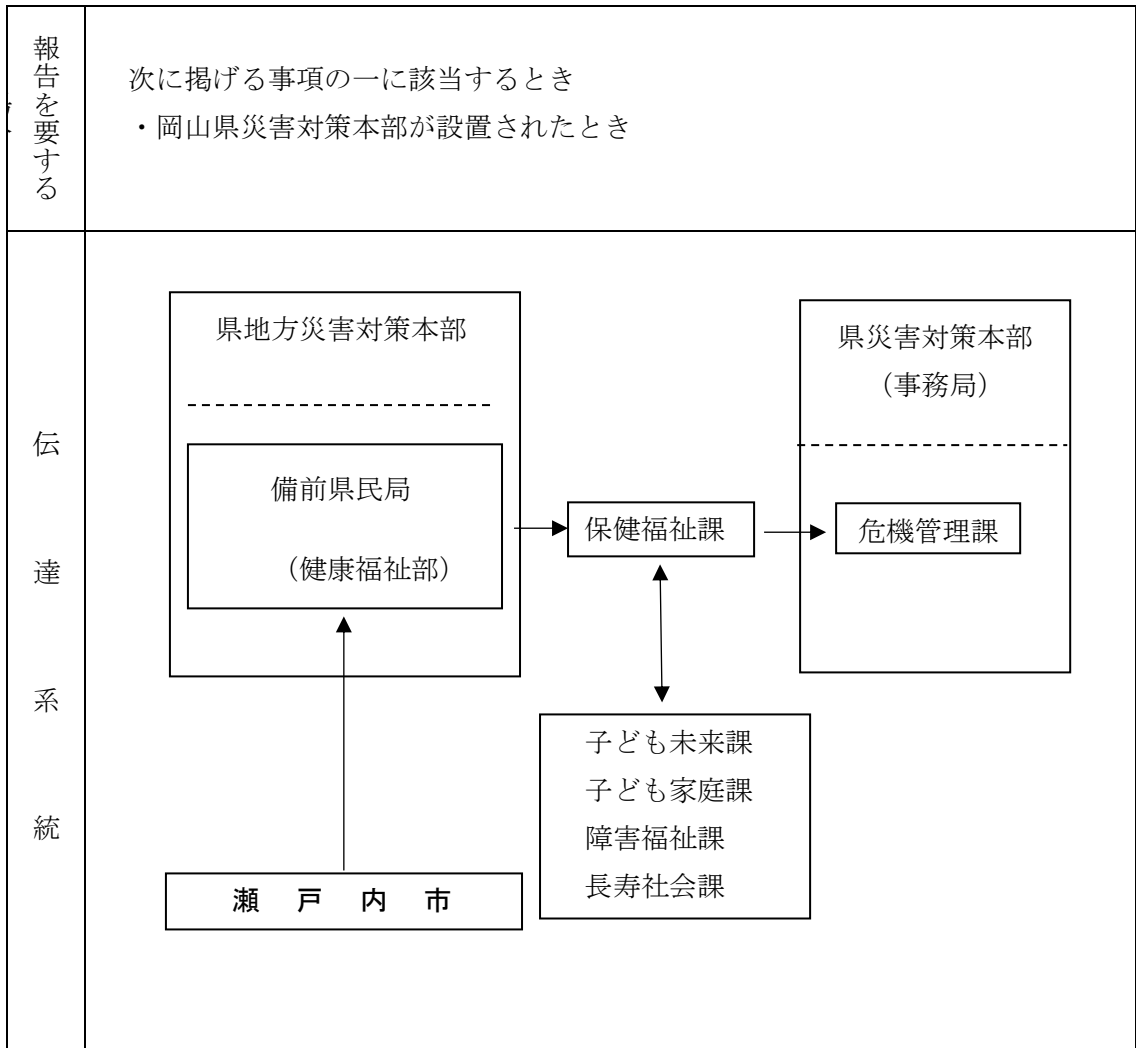 報告を要する
次に掲げる事項の一に該当するとき
・岡山県災害対策本部が設置されたとき
伝達系統
県地方災害対策本部
備前県民局
（健康福祉部）
保健福祉課
県災害対策本部
（事務局）
危機管理課
子ども未来課
子ども家庭課
障害福祉課
長寿社会課
瀬戸内市